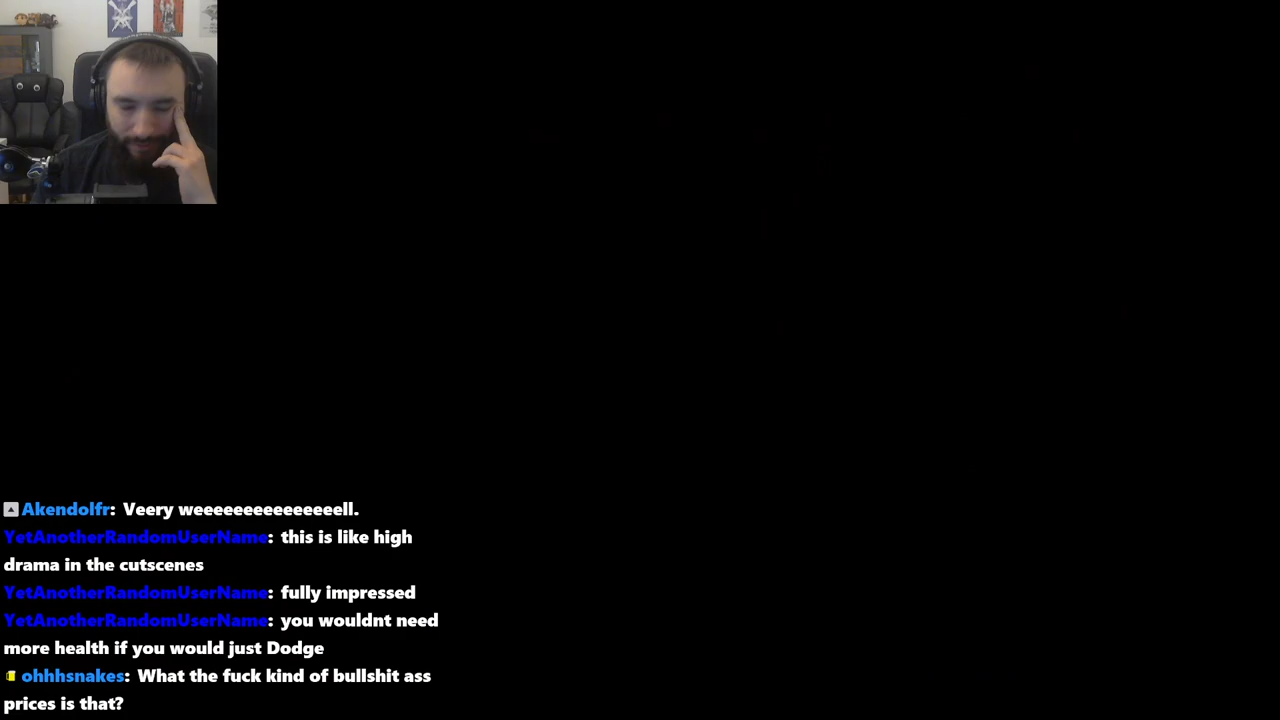 Akendolfr: Veery weeeeeeeeeeeeeeell.
YetAnotherRandomUserName: this is like high
drama in the cutscenes
YetAnotherRandomUserName: fully impressed
YetAnotherRandomUserName: you wouldnt need
more health if you would just Dodge
ohhhsnakes: What the fuck kind of bullshit ass
prices is that?